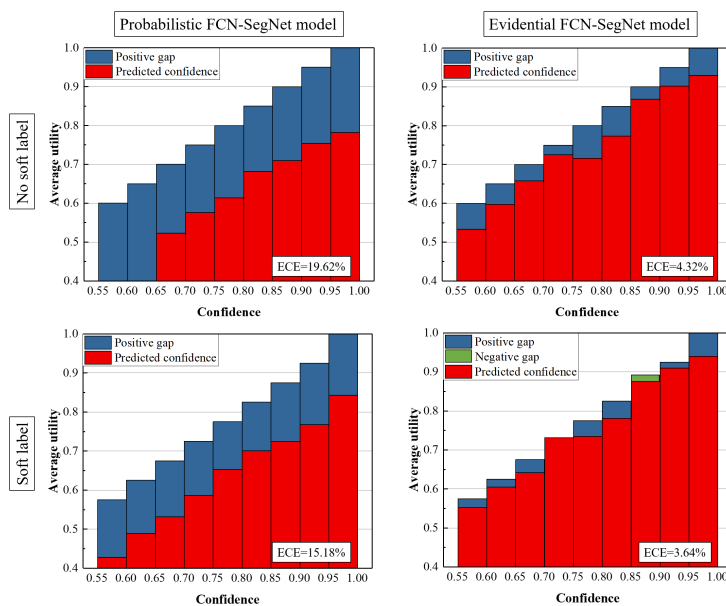 Probabilistic FCN-SegNet model
Evidential FCN-SegNet model
No soft label
Average utility
1.0
0.9
0.8
0.7
0.6
0.5
0.4
Positive gap
Predicted confidence
ECE=19.62%
0.55 0.60 0.65 0.70 0.75 0.80 0.85 0.90 0.95 1.00
Confidence
Average utility
1.0
0.9
0.8
0.7
0.6
0.5
0.4
Positive gap
Predicted confidence
ECE=4.32%
0.55 0.60 0.65 0.70 0.75 0.80 0.85 0.90 0.95 1.00
Confidence
Soft label
Average utility
1.0
0.9
0.8
0.7
0.6
0.5
0.4
Positive gap
Predicted confidence
ECE=15.18%
0.55 0.60 0.65 0.70 0.75 0.80 0.85 0.90 0.95 1.00
Confidence
Average utility
1.0
0.9
0.8
0.7
0.6
0.5
0.4
Positive gap
Negative gap
Predicted confidence
ECE=3.64%
0.55 0.60 0.65 0.70 0.75 0.80 0.85 0.90 0.95 1.00
Confidence